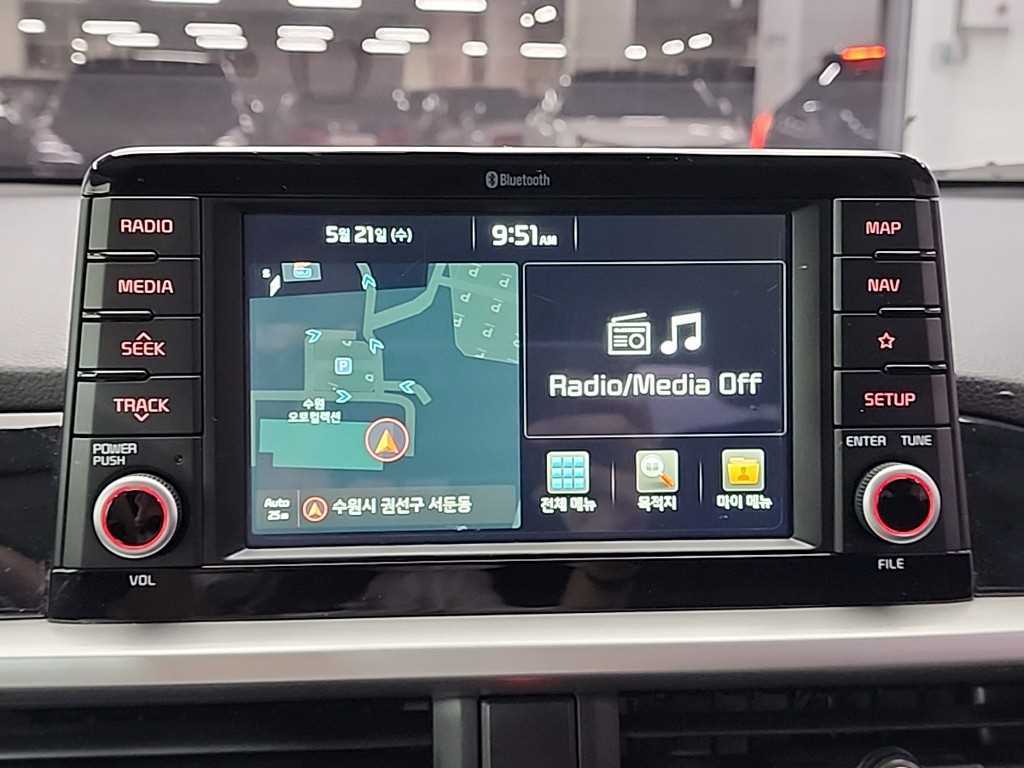 Bluetooth
RADIO
MEDIA
SEEK
TRACK
POWER
PUSH
VOL
5월 21일 (수)
9:51 AM
S
P
수원
오토컬렉션
Auto
25m
수원시 권선구 서둔동
Radio/Media Off
전체 메뉴
목적지
마이 메뉴
MAP
NAV
SETUP
ENTER TUNE
FILE